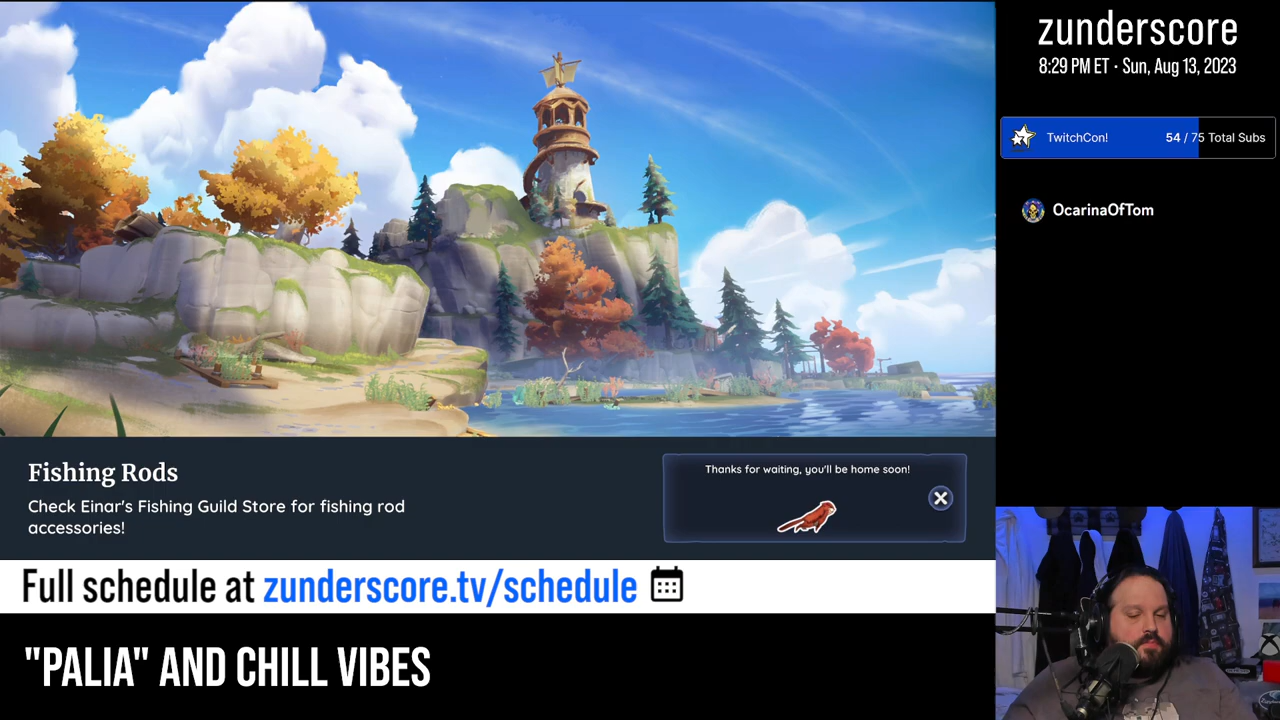 zunderscore
8:29 PM ET · Sun, Aug 13, 2023
TwitchCon! 54 / 75 Total Subs
OcarinaOfTom
Fishing Rods
Check Einar's Fishing Guild Store for fishing rod
accessories!
Thanks for waiting, you'll be home soon!
Full schedule at zunderscore.tv/schedule
"PALIA" AND CHILL VIBES